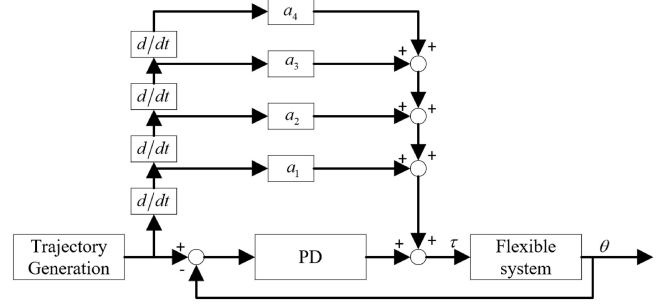 a₄
+
d/dt
a₃
+ +
d/dt
a₂
+ +
d/dt
a₁
+ +
d/dt
Trajectory
Generation
+
-
PD
+ +
τ
Flexible
system
θ